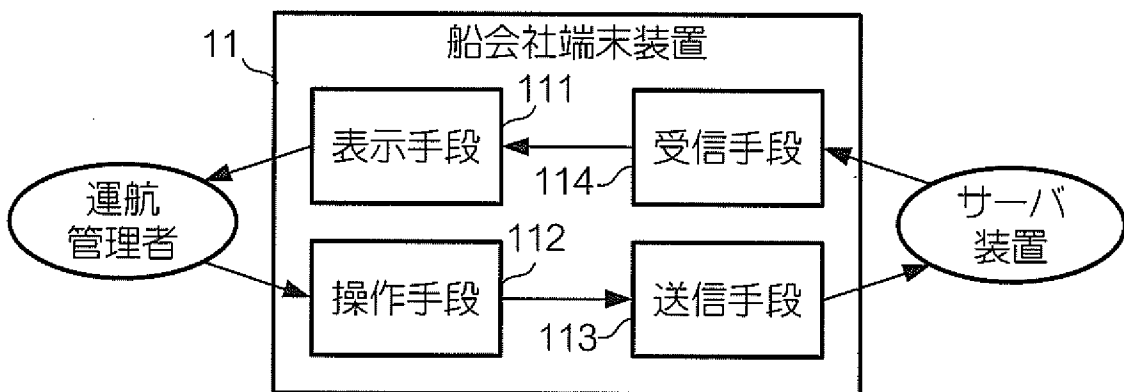 11
船会社端末装置
111
表示手段
受信手段
114
運航
管理者
サーバ
装置
112
操作手段
送信手段
113